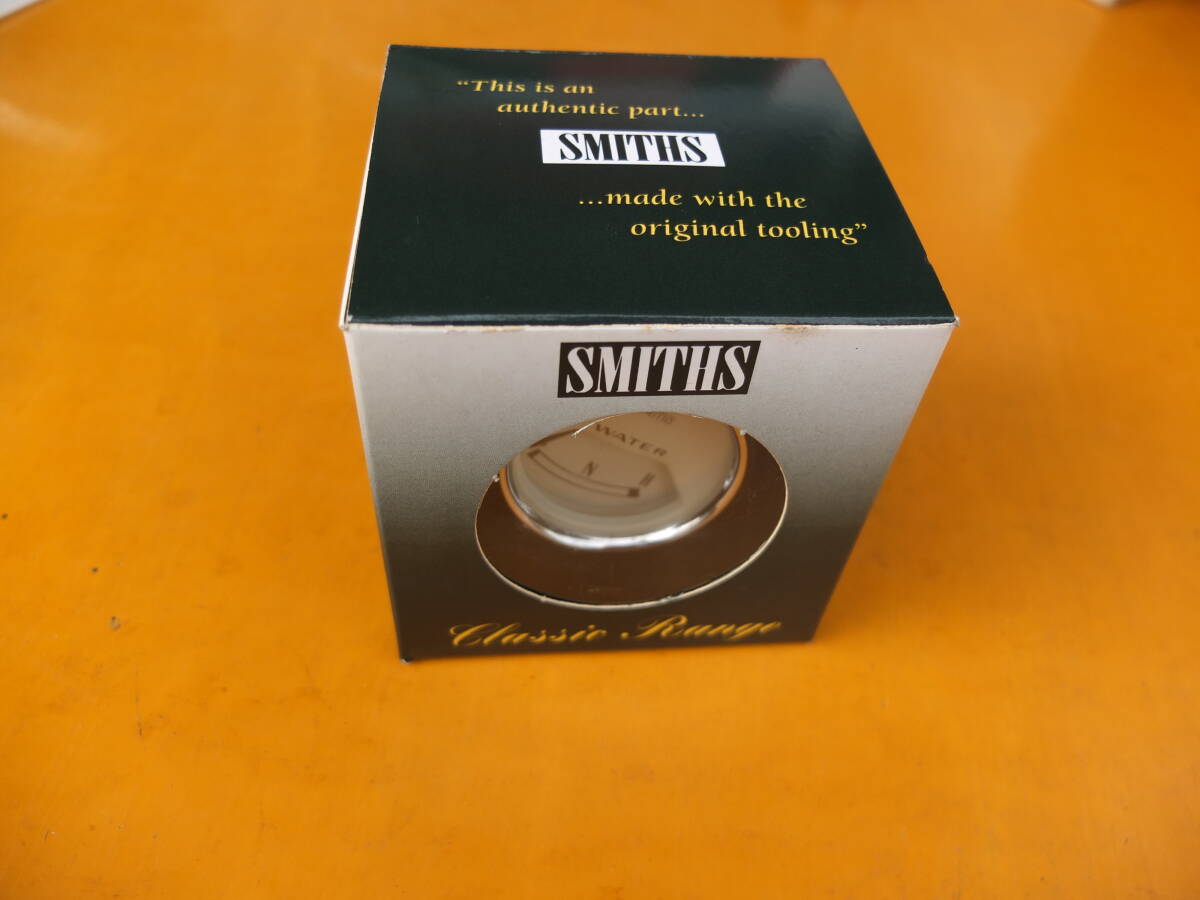 “This is an
authentic part...
SMITHS
...made with the
original tooling”
SMITHS
WATER
N
H
Classic Range